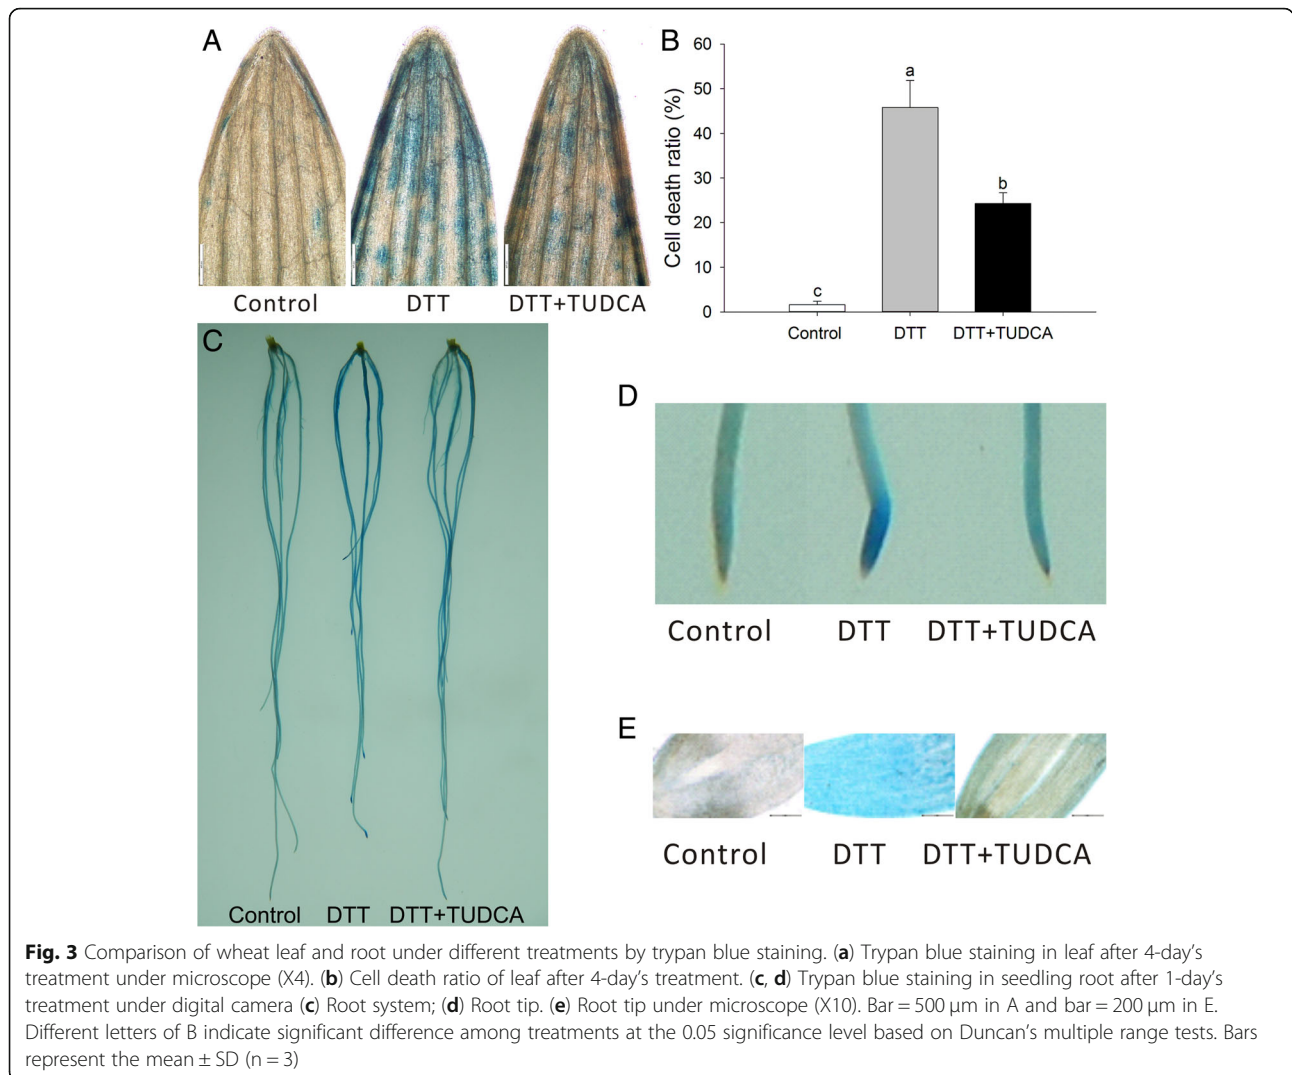 A
Control
DTT
DTT+TUDCA
B
Cell death ratio (%)
60
50
40
30
20
10
0
a
b
c
Control
DTT
DTT+TUDCA
C
Control
DTT
DTT+TUDCA
D
Control
DTT
DTT+TUDCA
E
Control
DTT
DTT+TUDCA
Fig. 3 Comparison of wheat leaf and root under different treatments by trypan blue staining. (a) Trypan blue staining in leaf after 4-day's
treatment under microscope (X4). (b) Cell death ratio of leaf after 4-day's treatment. (c, d) Trypan blue staining in seedling root after 1-day's
treatment under digital camera (c) Root system; (d) Root tip. (e) Root tip under microscope (X10). Bar = 500 μm in A and bar = 200 μm in E.
Different letters of B indicate significant difference among treatments at the 0.05 significance level based on Duncan's multiple range tests. Bars
represent the mean ± SD (n = 3)